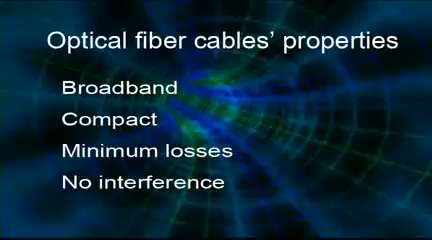 Optical fiber cables’ properties
Broadband
Compact
Minimum losses
No interference